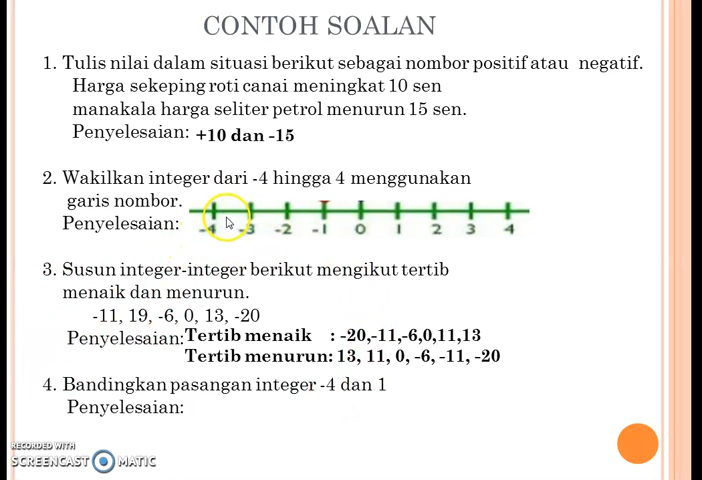 CONTOH SOALAN
1. Tulis nilai dalam situasi berikut sebagai nombor positif atau negatif.
Harga sekeping roti canai meningkat 10 sen
manakala harga seliter petrol menurun 15 sen.
Penyelesaian: +10 dan -15
2. Wakilkan integer dari -4 hingga 4 menggunakan
garis nombor.
Penyelesaian:
-4 -3 -2 -1 0 1 2 3 4
3. Susun integer-integer berikut mengikut tertib
menaik dan menurun.
-11, 19, -6, 0, 13, -20
Penyelesaian:Tertib menaik : -20,-11,-6,0,11,13
Tertib menurun: 13, 11, 0, -6, -11, -20
4. Bandingkan pasangan integer -4 dan 1
Penyelesaian:
RECORDED WITH
SCREENCAST MATIC